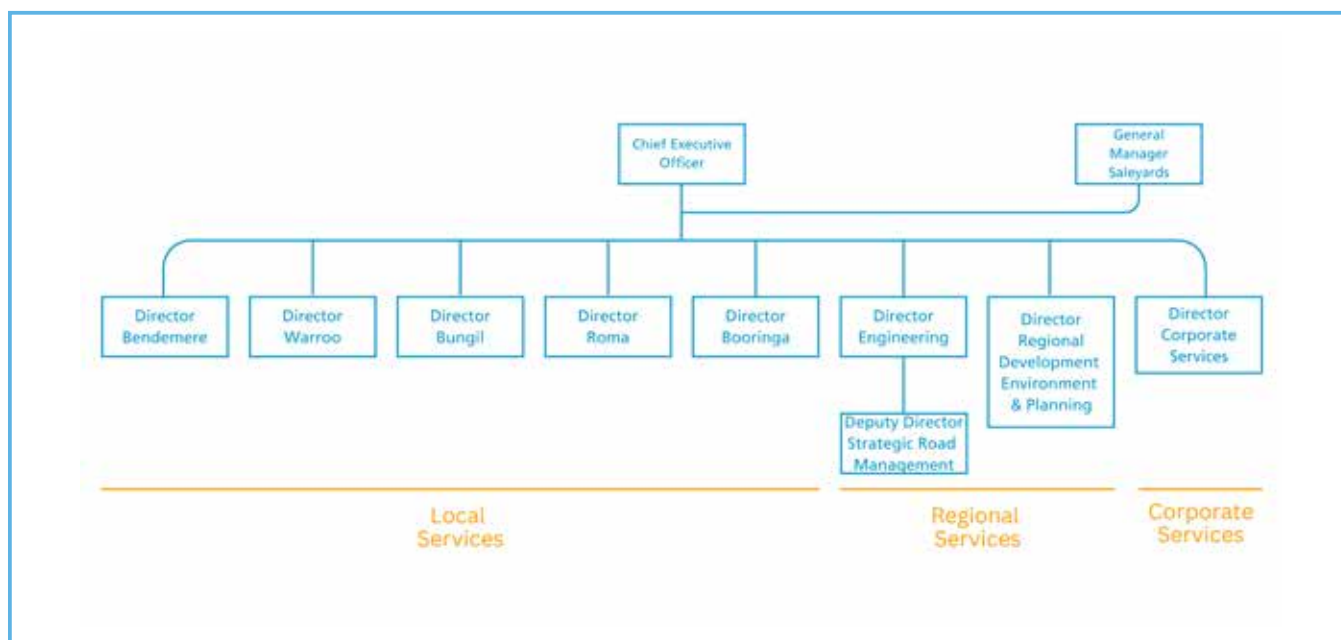 Chief Executive
Officer
General
Manager
Saleyards
Director
Bendemere
Director
Warroo
Director
Bungil
Director
Roma
Director
Booringa
Director
Engineering
Director
Regional
Development
Environment
& Planning
Director
Corporate
Services
Deputy Director
Strategic Road
Management
Local
Services
Regional
Services
Corporate
Services